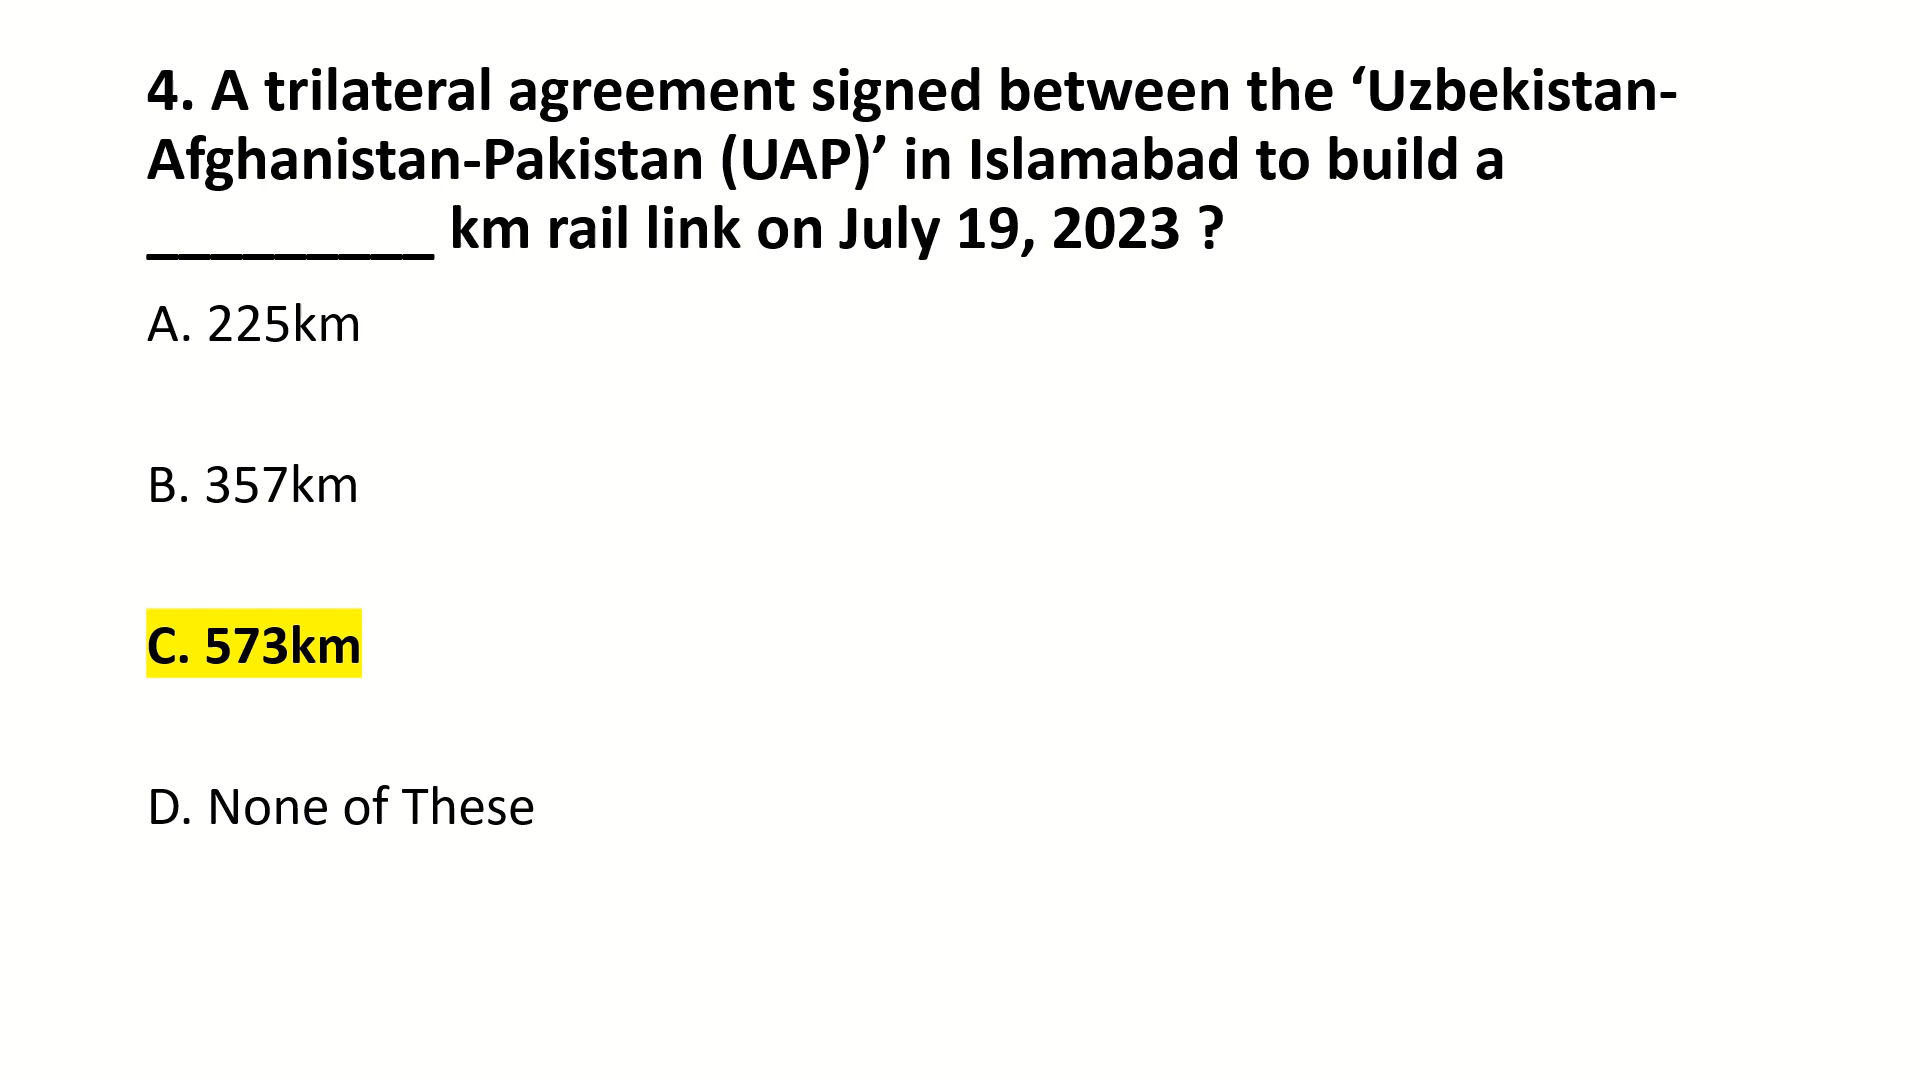 4. A trilateral agreement signed between the ‘Uzbekistan-
Afghanistan-Pakistan (UAP)’ in Islamabad to build a
_________ km rail link on July 19, 2023 ?
A. 225km
B. 357km
C. 573km
D. None of These